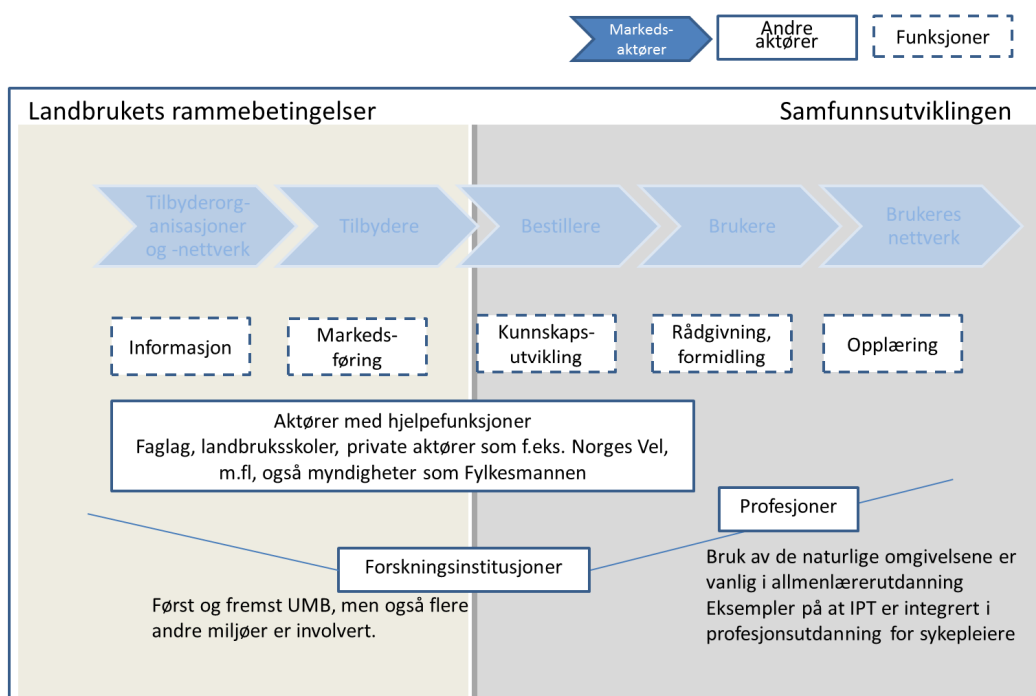 Markeds-
aktører
Andre
aktører
Funksjoner
Landbrukets rammebetingelser
Samfunnsutviklingen
Tilbyderorg-
anisasjoner
og -nettverk
Tilbydere
Bestillere
Brukere
Brukeres
nettverk
Informasjon
Markeds-
føring
Kunnskaps-
utvikling
Rådgivning,
formidling
Opplæring
Aktører med hjelpefunksjoner
Faglag, landbruksskoler, private aktører som f.eks. Norges Vel,
m.fl, også myndigheter som Fylkesmannen
Profesjoner
Forskningsinstitusjoner
Bruk av de naturlige omgivelsene er
vanlig i allmenlærerutdanning
Eksempler på at IPT er integrert i
profesjonsutdanning for sykepleiere
Først og fremst UMB, men også flere
andre miljøer er involvert.